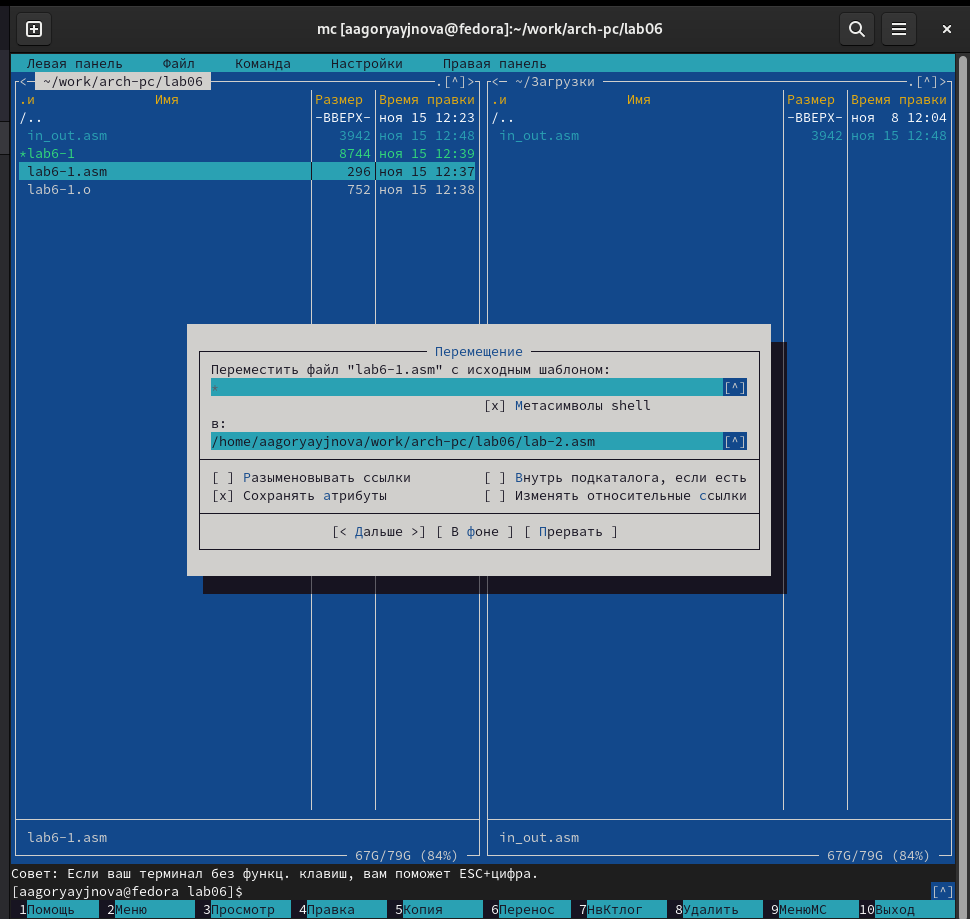 mc [aagoryayjnova@fedora]:~/work/arch-pc/lab06
Левая панель Файл Команда Настройки Правая панель
<─ ~/work/arch-pc/lab06 .[^]> <─ ~/Загрузки .[^]>
.и Имя Размер Время правки .и Имя Размер Время правки
/.. -ВВЕРХ- ноя 15 12:23 /.. -ВВЕРХ- ноя  8 12:04
in_out.asm 3942 ноя 15 12:48 in_out.asm 3942 ноя 15 12:48
*lab6-1 8744 ноя 15 12:39
lab6-1.asm 296 ноя 15 12:37
lab6-1.o 752 ноя 15 12:38
Перемещение
Переместить файл "lab6-1.asm" с исходным шаблоном:
* [^]
[x] Метасимволы shell
в:
/home/aagoryayjnova/work/arch-pc/lab06/lab-2.asm [^]
[ ] Разыменовывать ссылки [ ] Внутрь подкаталога, если есть
[x] Сохранять атрибуты [ ] Изменять относительные ссылки
[< Дальше >] [ В фоне ] [ Прервать ]
lab6-1.asm in_out.asm
67G/79G (84%) 67G/79G (84%)
Совет: Если ваш терминал без функц. клавиш, вам поможет ESC+цифра.
[aagoryayjnova@fedora lab06]$ [^]
1Помощь 2Меню 3Просмотр 4Правка 5Копия 6Перенос 7НвКтлог 8Удалить 9МенюМС 10Выход